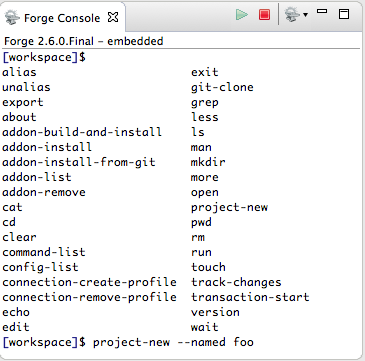 Forge Console
Forge 2.6.0.Final - embedded
[workspace]$
alias exit
unalias git-clone
export grep
about less
addon-build-and-install ls
addon-install man
addon-install-from-git mkdir
addon-list more
addon-remove open
cat project-new
cd pwd
clear rm
command-list run
config-list touch
connection-create-profile track-changes
connection-remove-profile transaction-start
echo version
edit wait
[workspace]$ project-new --named foo